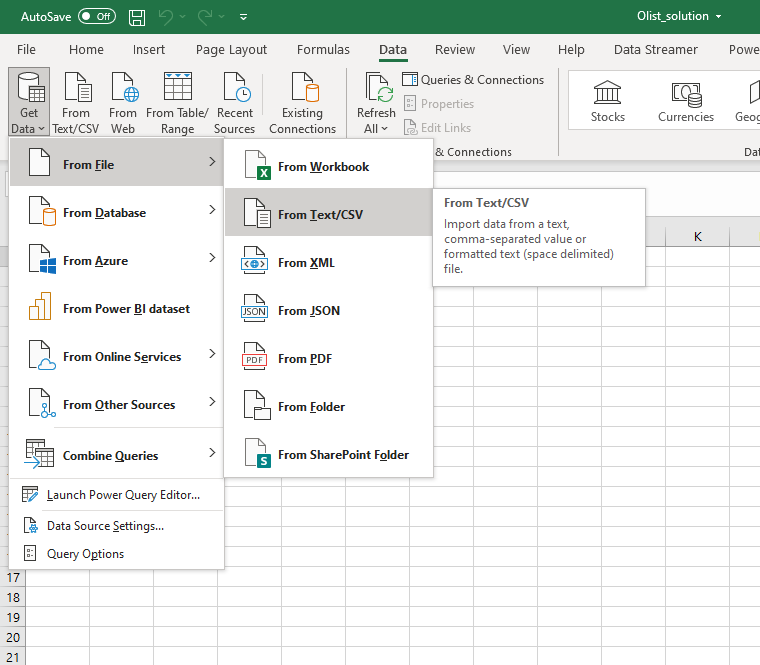 AutoSave Off Olist_solution
File Home Insert Page Layout Formulas Data Review View Help Data Streamer Powe
Get Data
From Text/CSV
From Web
From Table/ Range
Recent Sources
Existing Connections
Refresh All
Queries & Connections
Properties
Edit Links
& Connections
Stocks
Currencies
Geog
Dat
From File
From Database
From Azure
From Power BI dataset
From Online Services
From Other Sources
Combine Queries
Launch Power Query Editor...
Data Source Settings...
Query Options
From Workbook
From Text/CSV
From XML
From JSON
From PDF
From Folder
From SharePoint Folder
From Text/CSV
Import data from a text,
comma-separated value or
formatted text (space delimited)
file.
K
17
18
19
20
21